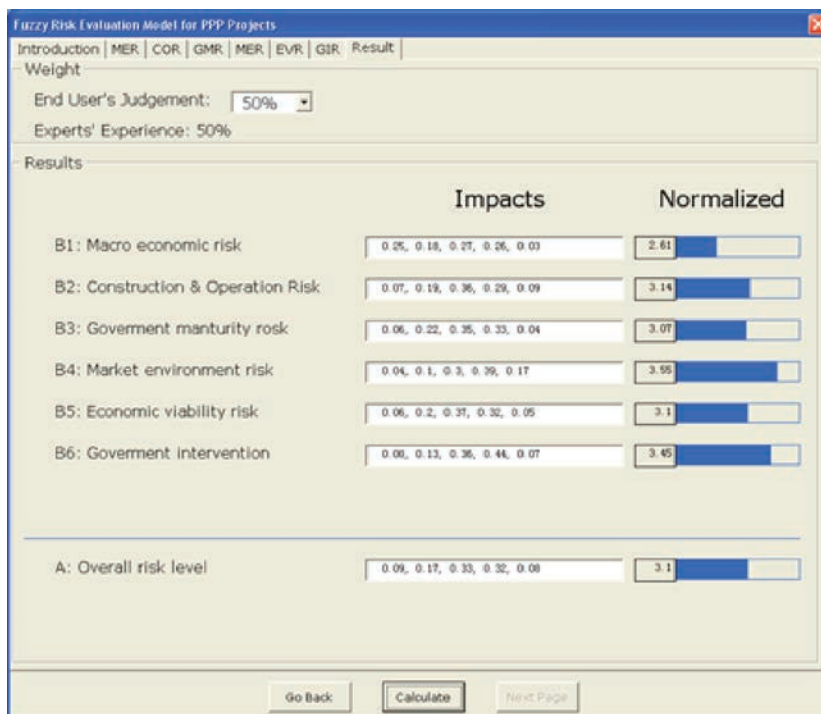 Fuzzy Risk Evaluation Model for PPP Projects
Introduction MER COR GMR MER EVR GIR Result
Weight
End User's Judgement: 50%
Experts' Experience: 50%
Results
Impacts Normalized
B1: Macro economic risk 0.25, 0.18, 0.27, 0.26, 0.03 2.61
B2: Construction & Operation Risk 0.07, 0.19, 0.36, 0.29, 0.09 3.14
B3: Goverment manturity rosk 0.06, 0.22, 0.35, 0.33, 0.04 3.07
B4: Market environment risk 0.04, 0.1, 0.3, 0.39, 0.17 3.55
B5: Economic viability risk 0.06, 0.2, 0.37, 0.32, 0.05 3.1
B6: Goverment intervention 0.00, 0.13, 0.36, 0.44, 0.07 3.45
A: Overall risk level 0.09, 0.17, 0.33, 0.32, 0.08 3.1
Go Back Calculate Next Page